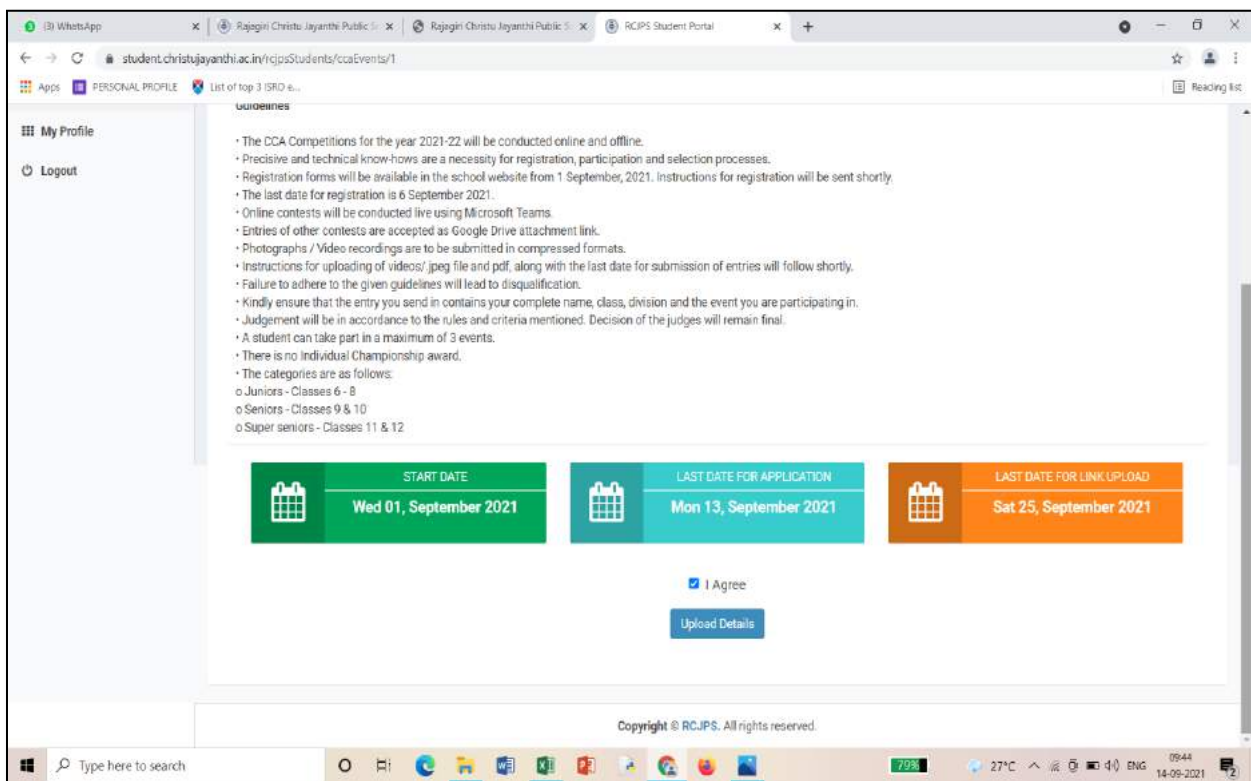 (3) WhatsApp
Rajagiri Christu Jayanthi Public S
Rajagiri Christu Jayanthi Public S
RCJPS Student Portal
student.christujayanthi.ac.in/rcjpsStudents/ccaEvents/1
Apps
PERSONAL PROFILE
List of top 3 ISRO e...
Reading list
My Profile
Logout
Guidelines
• The CCA Competitions for the year 2021-22 will be conducted online and offline.
• Precisive and technical know-hows are a necessity for registration, participation and selection processes.
• Registration forms will be available in the school website from 1 September, 2021. Instructions for registration will be sent shortly.
• The last date for registration is 6 September 2021.
• Online contests will be conducted live using Microsoft Teams.
• Entries of other contests are accepted as Google Drive attachment link.
• Photographs / Video recordings are to be submitted in compressed formats.
• Instructions for uploading of videos/.jpeg file and pdf, along with the last date for submission of entries will follow shortly.
• Failure to adhere to the given guidelines will lead to disqualification.
• Kindly ensure that the entry you send in contains your complete name, class, division and the event you are participating in.
• Judgement will be in accordance to the rules and criteria mentioned. Decision of the judges will remain final.
• A student can take part in a maximum of 3 events.
• There is no Individual Championship award.
• The categories are as follows:
o Juniors - Classes 6 - 8
o Seniors - Classes 9 & 10
o Super seniors - Classes 11 & 12
START DATE
Wed 01, September 2021
LAST DATE FOR APPLICATION
Mon 13, September 2021
LAST DATE FOR LINK UPLOAD
Sat 25, September 2021
I Agree
Upload Details
Copyright © RCJPS. All rights reserved.
Type here to search
79%
27°C
ENG
09:44
14-09-2021
2